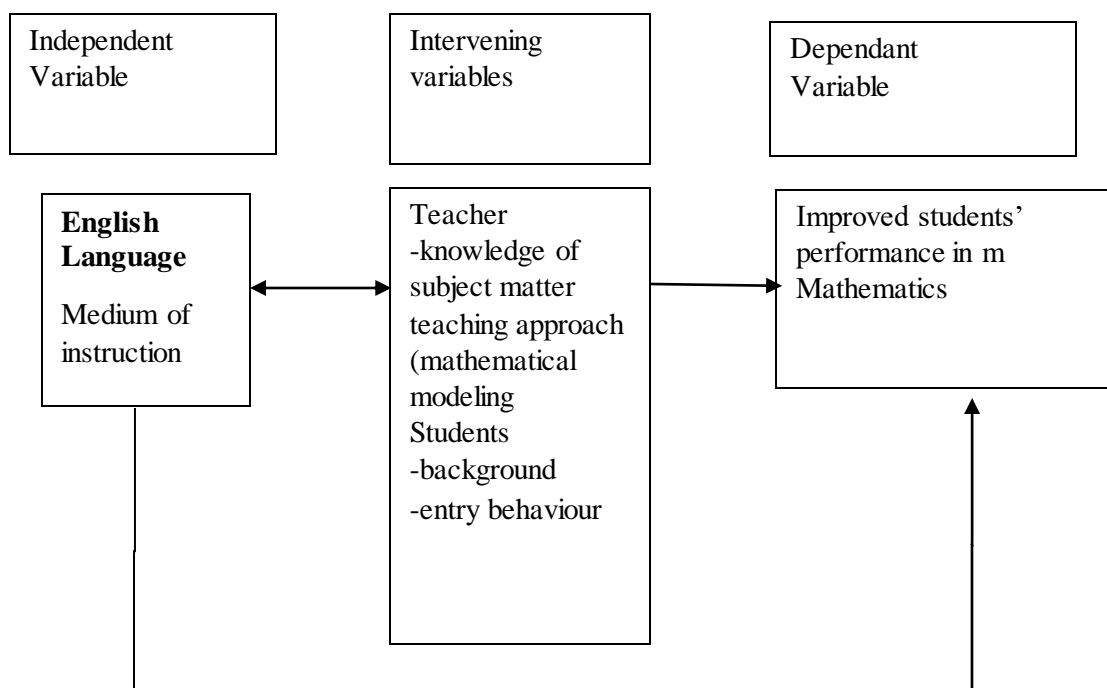 Independent
Variable
Intervening
variables
Dependant
Variable
English
Language
Medium of
instruction
Teacher
-knowledge of
subject matter
teaching approach
(mathematical
modeling
Students
-background
-entry behaviour
Improved students’
performance in m
Mathematics